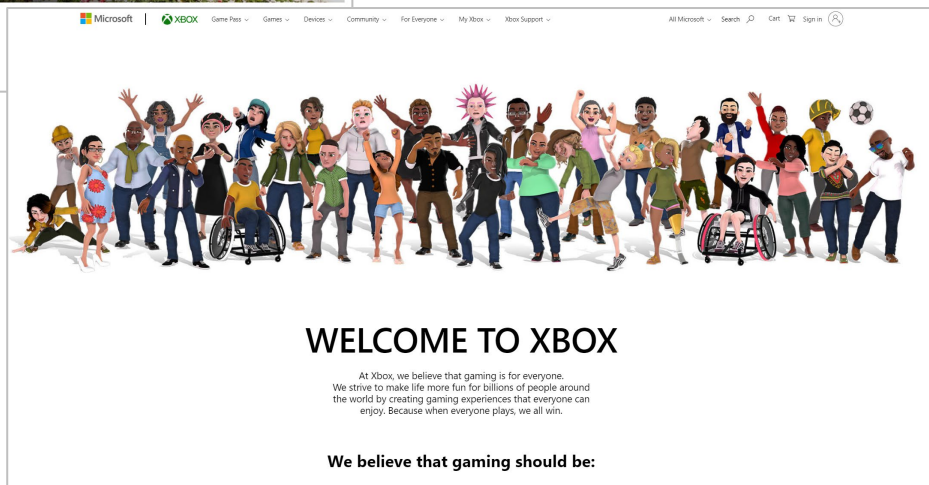 Microsoft XBOX Game Pass Games Devices Community For Everyone My Xbox Xbox Support All Microsoft Search Cart Sign in
WELCOME TO XBOX
At Xbox, we believe that gaming is for everyone.
We strive to make life more fun for billions of people around
the world by creating gaming experiences that everyone can
enjoy. Because when everyone plays, we all win.
We believe that gaming should be: